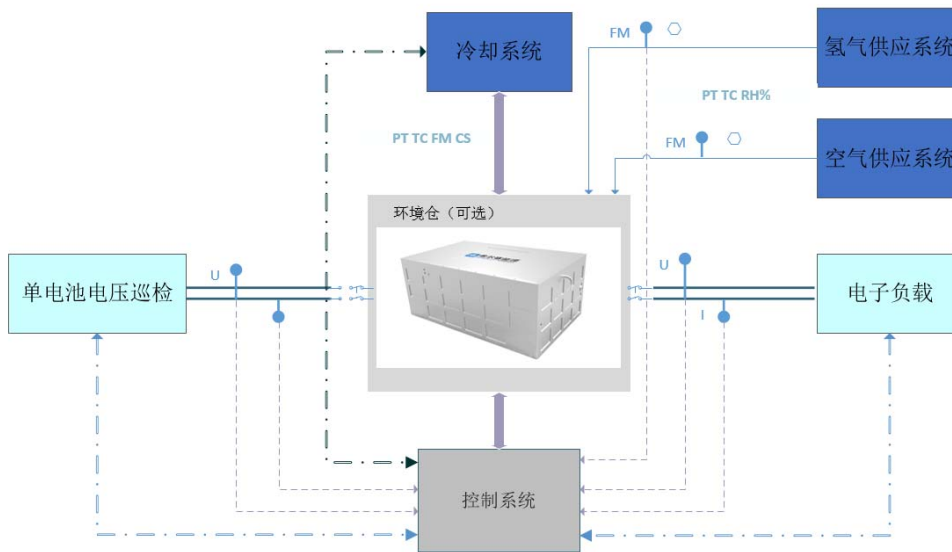 冷却系统
FM
氢气供应系统
PT TC RH%
PT TC FM CS
FM
空气供应系统
环境仓（可选）
单电池电压巡检
U
U
I
电子负载
控制系统